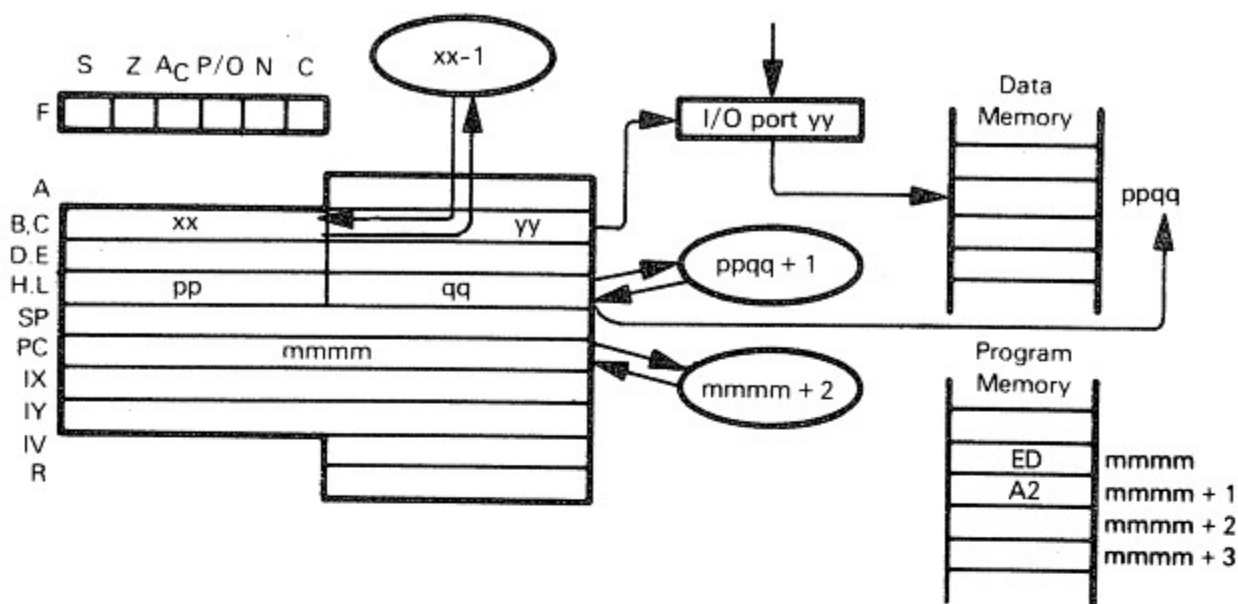 S Z AC P/O N C
F
xx-1
I/O port yy
Data
Memory
ppqq
A
B,C xx yy
D.E
H.L pp qq
ppqq + 1
SP
PC mmmm
IX
IY
IV
R
mmmm + 2
Program
Memory
ED mmmm
A2 mmmm + 1
mmmm + 2
mmmm + 3